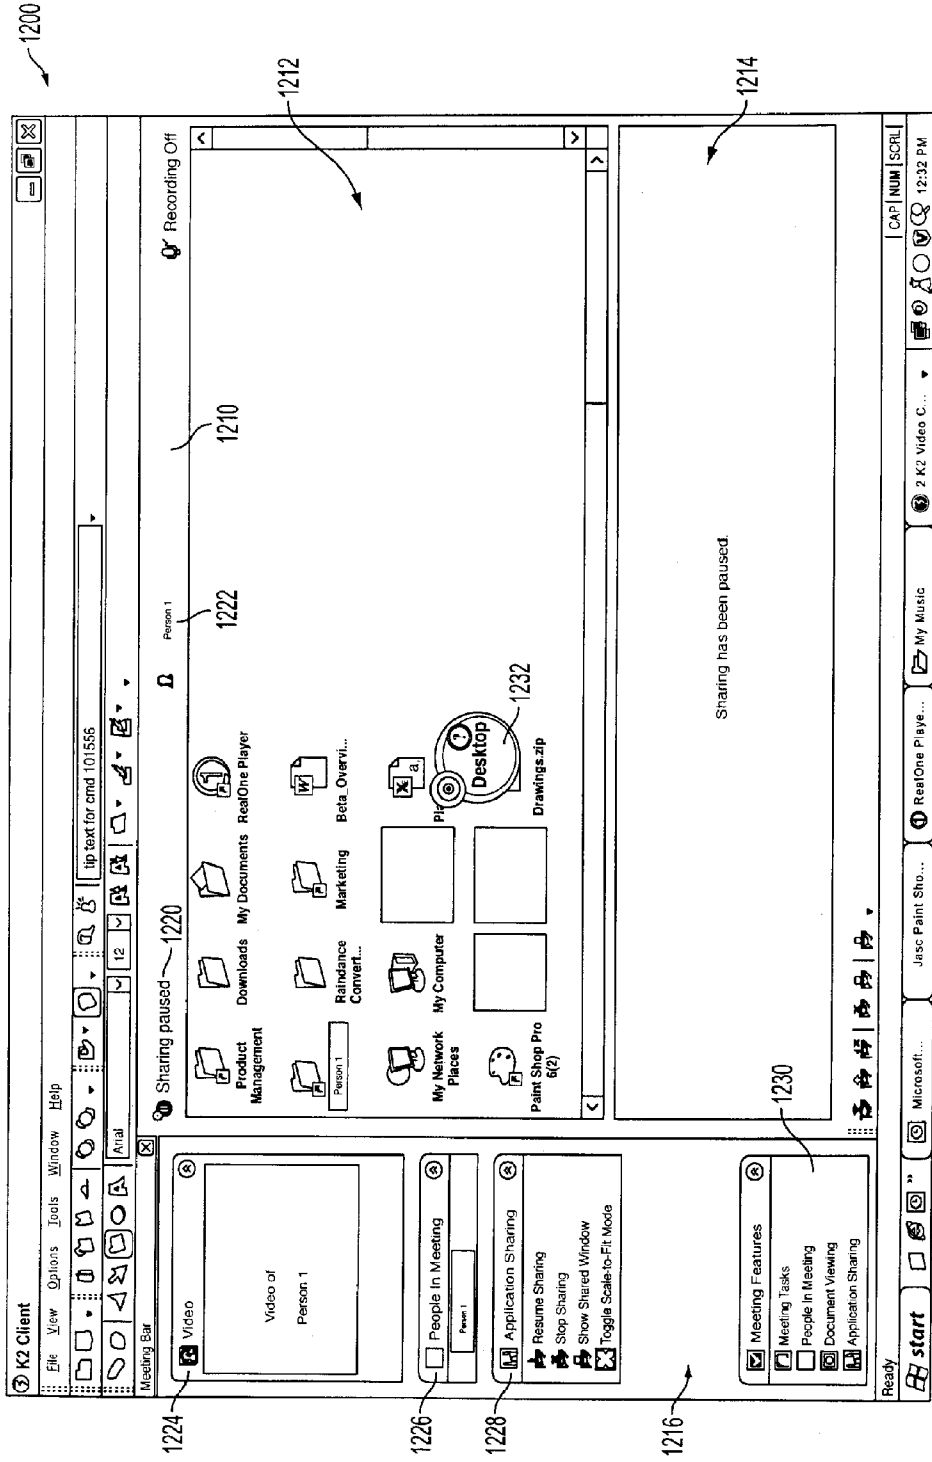 1200
K2 Client
File View Options Tools Window Help
tip text for cmd 101556
Arial
12
Meeting Bar
1224
Video
Video of
Person 1
1226
People In Meeting
Person 1
1228
Application Sharing
Resume Sharing
Stop Sharing
Show Shared Window
Toggle Scale-to-Fit Mode
1216
Meeting Features
Meeting Tasks
People In Meeting
Document Viewing
Application Sharing
1230
Sharing paused
1220
Person 1
1222
1210
Recording Off
1212
Product
Management
Downloads
My Documents
RealOne Player
Person 1
Raindance
Convert...
Marketing
Beta_Overvi...
My Network
Places
My Computer
Desktop
1232
Paint Shop Pro
6(2)
Drawings.zip
1214
Sharing has been paused.
Ready
CAP NUM SCRL
start
Microsoft...
Jasc Paint Sho...
RealOne Playe...
My Music
2 K2 Video C...
12:32 PM